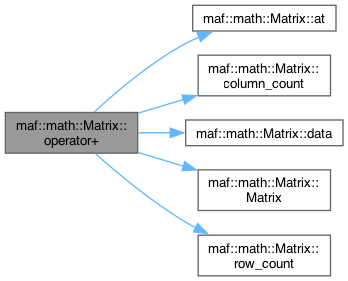 maf::math::Matrix::
operator+
maf::math::Matrix::at
maf::math::Matrix::
column_count
maf::math::Matrix::data
maf::math::Matrix::
Matrix
maf::math::Matrix::
row_count